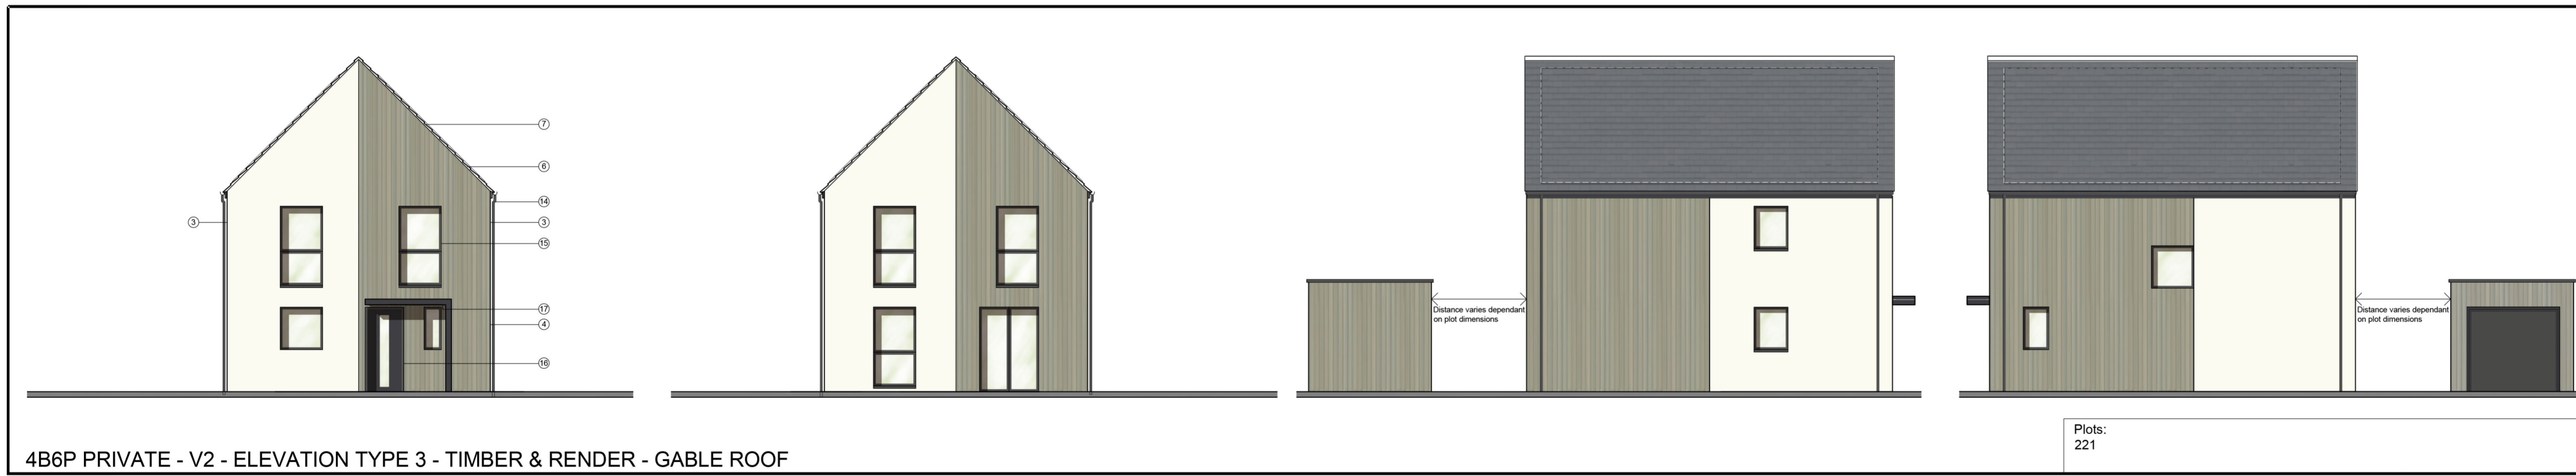 7
6
14
3
3
15
17
4
16
Distance varies dependant
on plot dimensions
Distance varies dependant
on plot dimensions
Plots:
221
4B6P PRIVATE - V2 - ELEVATION TYPE 3 - TIMBER & RENDER - GABLE ROOF